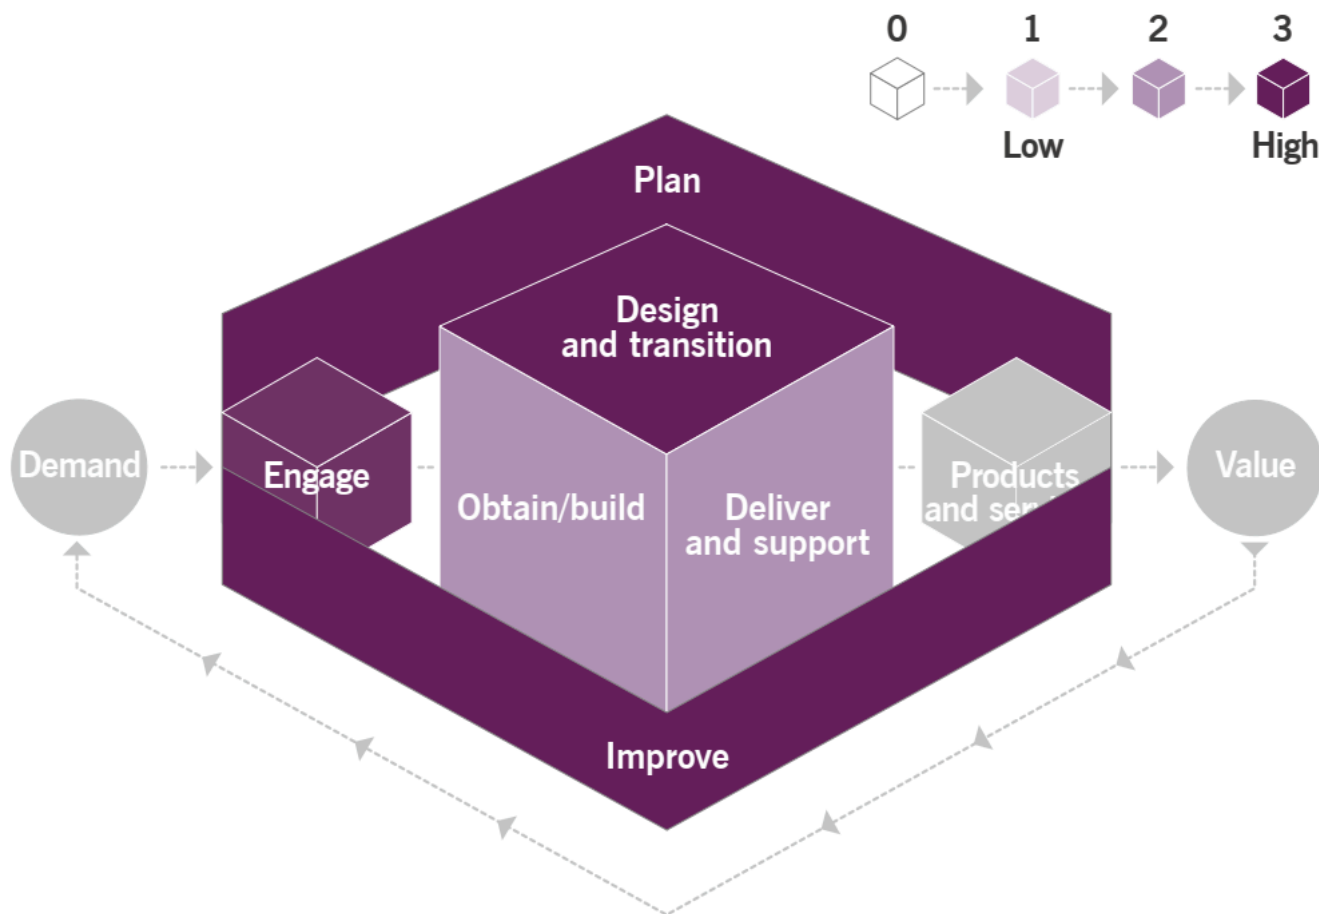 0
1
2
3
Low
High
Plan
Design
and transition
Demand
Engage
Obtain/build
Deliver
and support
Products
and
Value
Improve